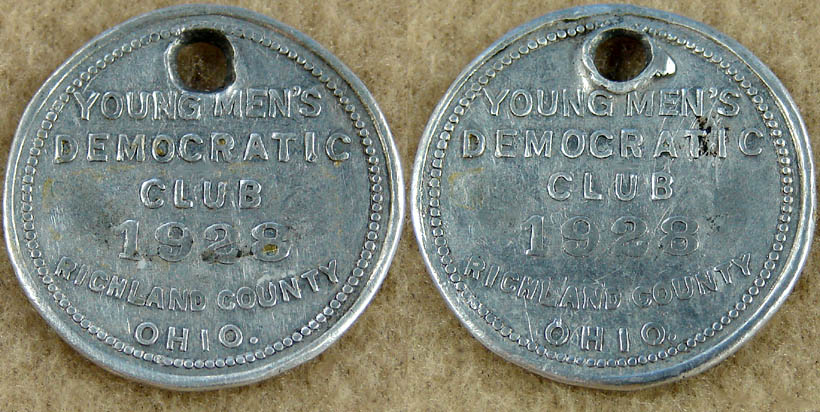 YOUNG MEN'S
DEMOCRATIC
CLUB
1928
RICHLAND COUNTY
OHIO.
YOUNG MEN'S
DEMOCRATIC
CLUB
1928
RICHLAND COUNTY
OHIO.